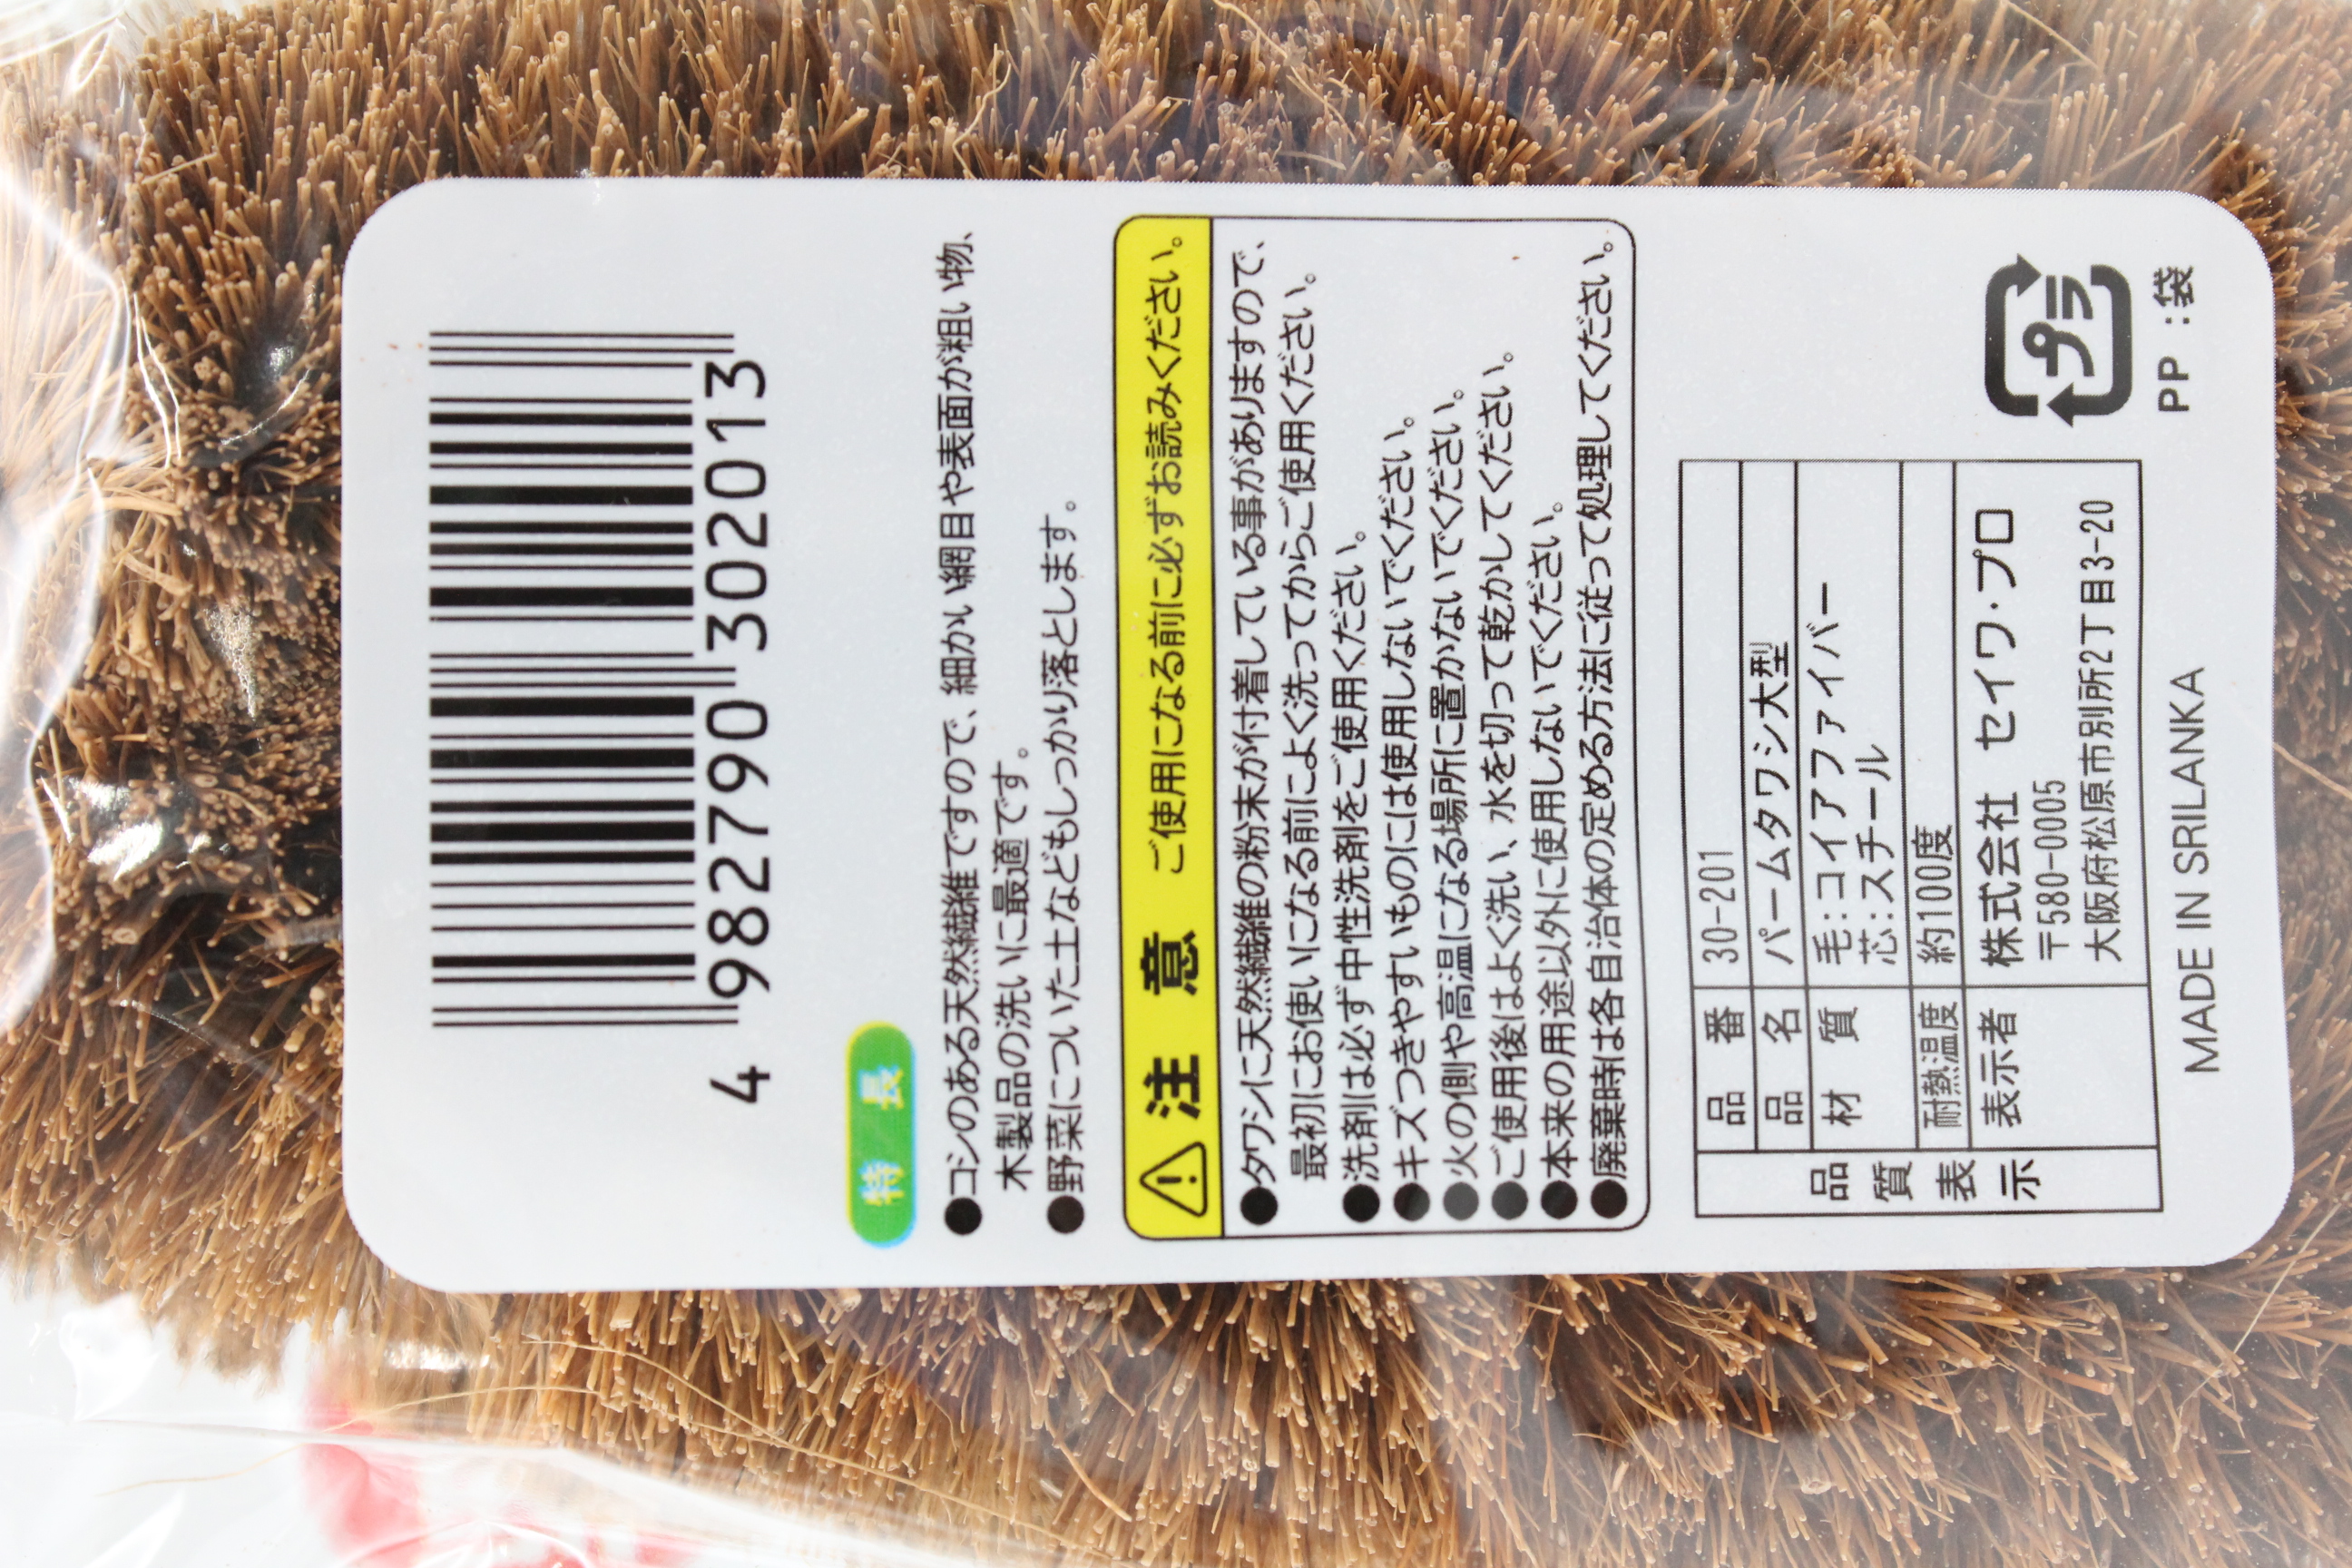 4 982790 302013
特 長
●コシのある天然繊維ですので、細かい網目や表面が粗い物、
木製品の洗いに最適です。
●野菜についた土などもしっかり落とします。
⚠ 注 意 ご使用になる前に必ずお読みください。
●タワシに天然繊維の粉末が付着している事がありますので、
最初にお使いになる前によく洗ってからご使用ください。
●洗剤は必ず中性洗剤をご使用ください。
●キズつきやすいものには使用しないでください。
●火の側や高温になる場所に置かないでください。
●ご使用後はよく洗い、水を切って乾かしてください。
●本来の用途以外に使用しないでください。
●廃棄時は各自治体の定める方法に従って処理してください。
品質表示
品 番 30-201
品 名 パームタワシ大型
材 質 毛:コイアファイバー
芯:スチール
耐熱温度 約100度
表示者 株式会社 セイワ・プロ
〒580-0005
大阪府松原市別所2丁目3-20
プラ
PP:袋
MADE IN SRILANKA